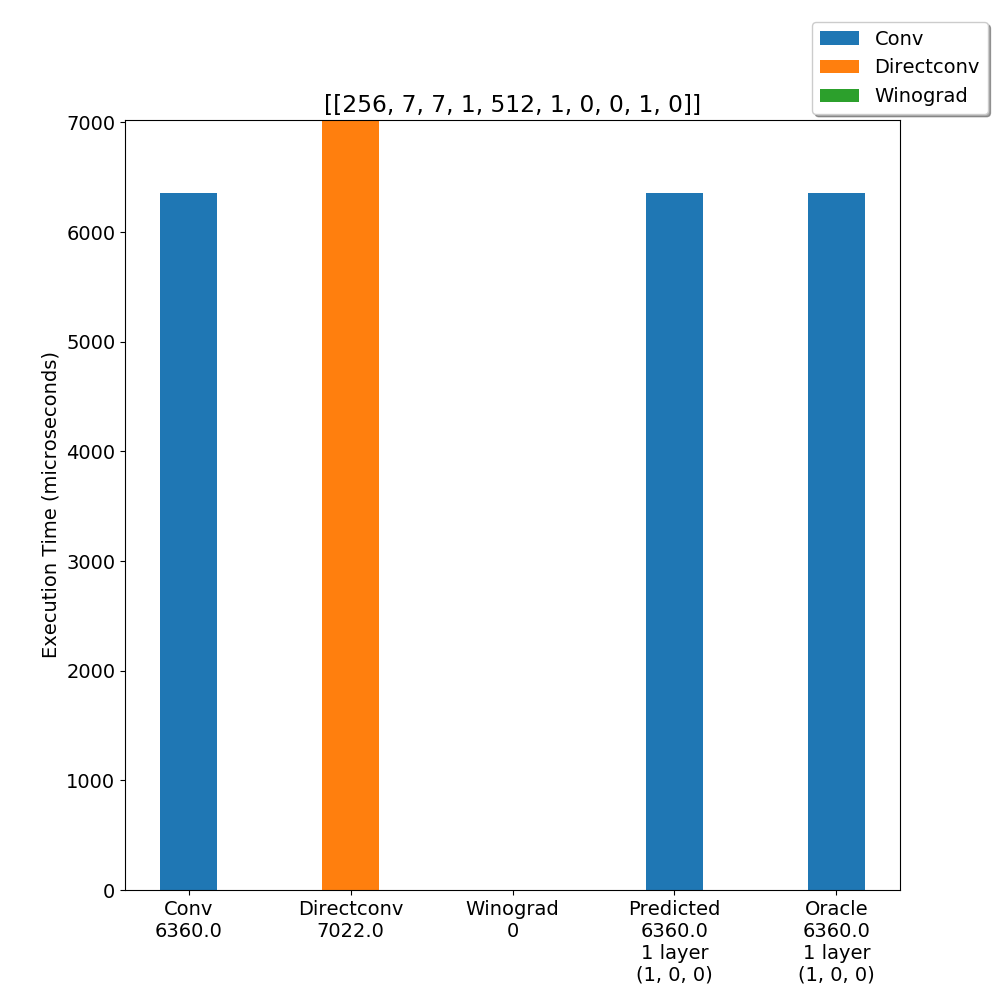 Conv
Directconv
Winograd
[[256, 7, 7, 1, 512, 1, 0, 0, 1, 0]]
7000
6000
5000
4000
3000
2000
1000
0
Execution Time (microseconds)
Conv
6360.0
Directconv
7022.0
Winograd
0
Predicted
6360.0
1 layer
(1, 0, 0)
Oracle
6360.0
1 layer
(1, 0, 0)